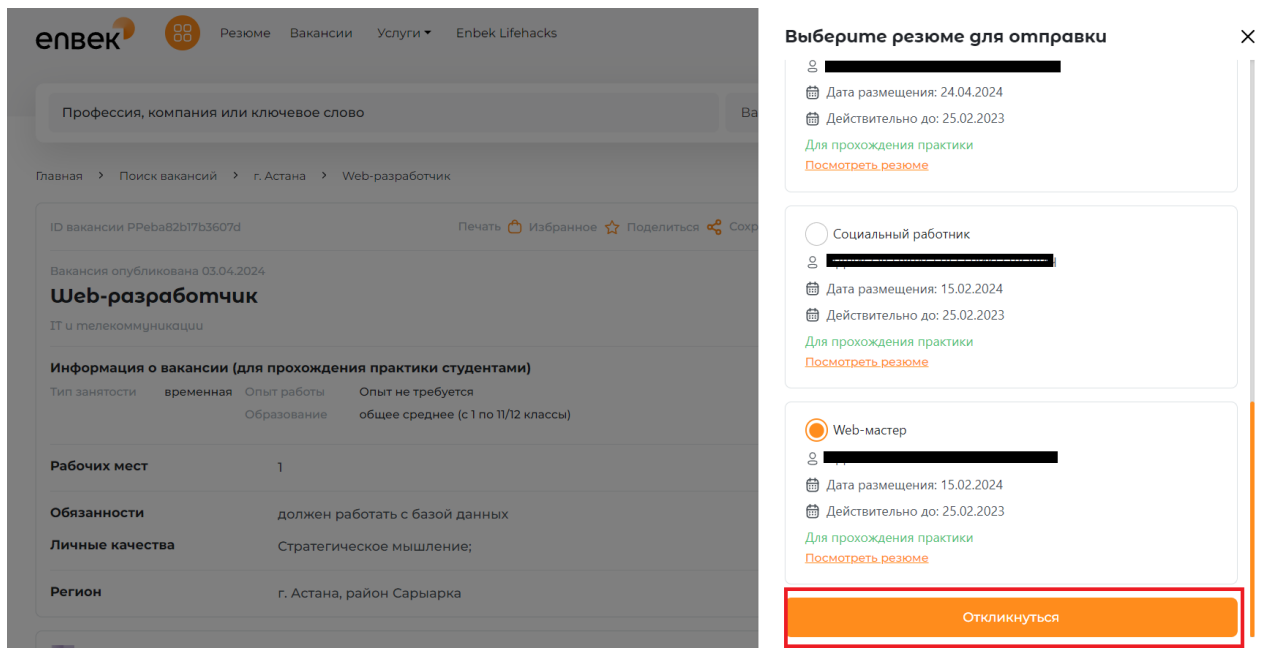 enbek
Резюме Вакансии Услуги Enbek Lifehacks
Профессия, компания или ключевое слово
Ва
Главная > Поиск вакансий > г. Астана > Web-разработчик
ID вакансии PPeba82b17b3607d
Печать Избранное Поделиться Сохр
Вакансия опубликована 03.04.2024
Web-разработчик
IT и телекоммуникации
Информация о вакансии (для прохождения практики студентами)
Тип занятости временная Опыт работы Опыт не требуется
Образование общее среднее (с 1 по 11/12 классы)
Рабочих мест 1
Обязанности должен работать с базой данных
Личные качества Стратегическое мышление;
Регион г. Астана, район Сарыарка
Выберите резюме для отправки
Дата размещения: 24.04.2024
Действительно до: 25.02.2023
Для прохождения практики
Посмотреть резюме
Социальный работник
Дата размещения: 15.02.2024
Действительно до: 25.02.2023
Для прохождения практики
Посмотреть резюме
Web-мастер
Дата размещения: 15.02.2024
Действительно до: 25.02.2023
Для прохождения практики
Посмотреть резюме
Откликнуться